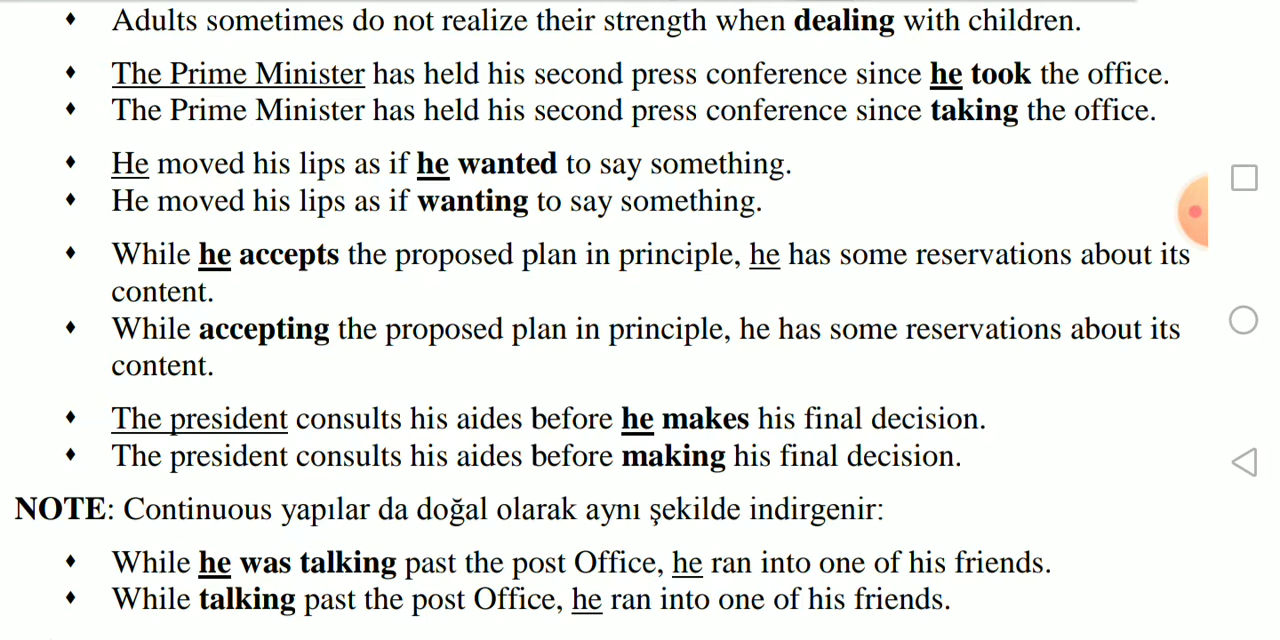 ♦ Adults sometimes do not realize their strength when dealing with children.
♦ The Prime Minister has held his second press conference since he took the office.
♦ The Prime Minister has held his second press conference since taking the office.
♦ He moved his lips as if he wanted to say something.
♦ He moved his lips as if wanting to say something.
♦ While he accepts the proposed plan in principle, he has some reservations about its
content.
♦ While accepting the proposed plan in principle, he has some reservations about its
content.
♦ The president consults his aides before he makes his final decision.
♦ The president consults his aides before making his final decision.
NOTE: Continuous yapılar da doğal olarak aynı şekilde indirgenir:
♦ While he was talking past the post Office, he ran into one of his friends.
♦ While talking past the post Office, he ran into one of his friends.